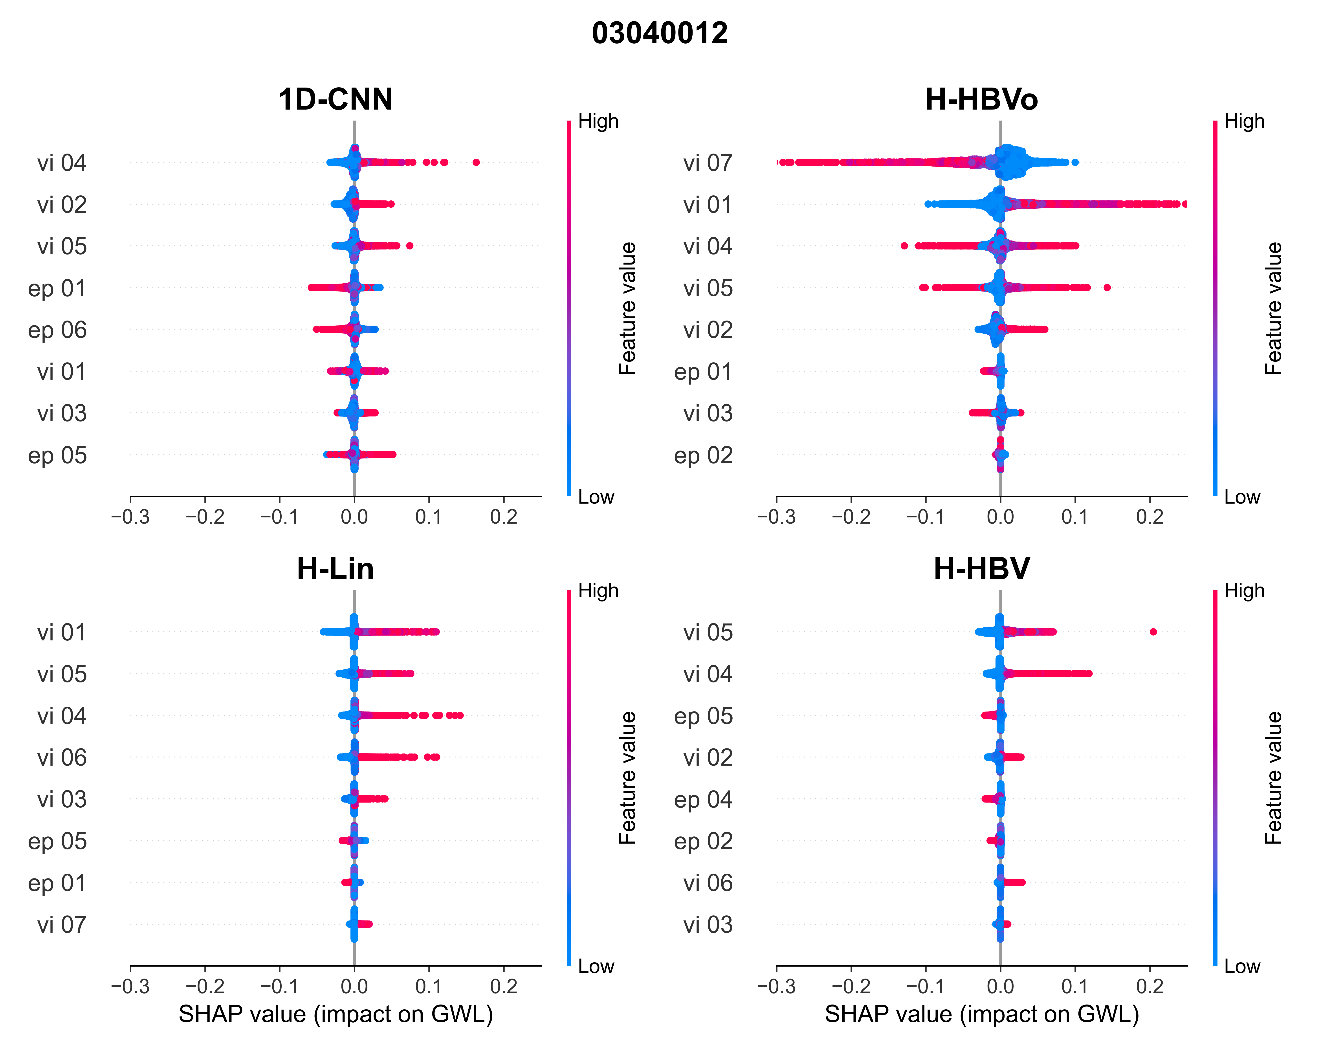 03040012
1D-CNN
High
vi 04
vi 02
vi 05
ep 01
ep 06
vi 01
vi 03
ep 05
Feature value
Low
−0.3 −0.2 −0.1 0.0 0.1 0.2
H-HBVo
High
vi 07
vi 01
vi 04
vi 05
vi 02
ep 01
vi 03
ep 02
Feature value
Low
−0.3 −0.2 −0.1 0.0 0.1 0.2
H-Lin
High
vi 01
vi 05
vi 04
vi 06
vi 03
ep 05
ep 01
vi 07
Feature value
Low
−0.3 −0.2 −0.1 0.0 0.1 0.2
SHAP value (impact on GWL)
H-HBV
High
vi 05
vi 04
ep 05
vi 02
ep 04
ep 02
vi 06
vi 03
Feature value
Low
−0.3 −0.2 −0.1 0.0 0.1 0.2
SHAP value (impact on GWL)